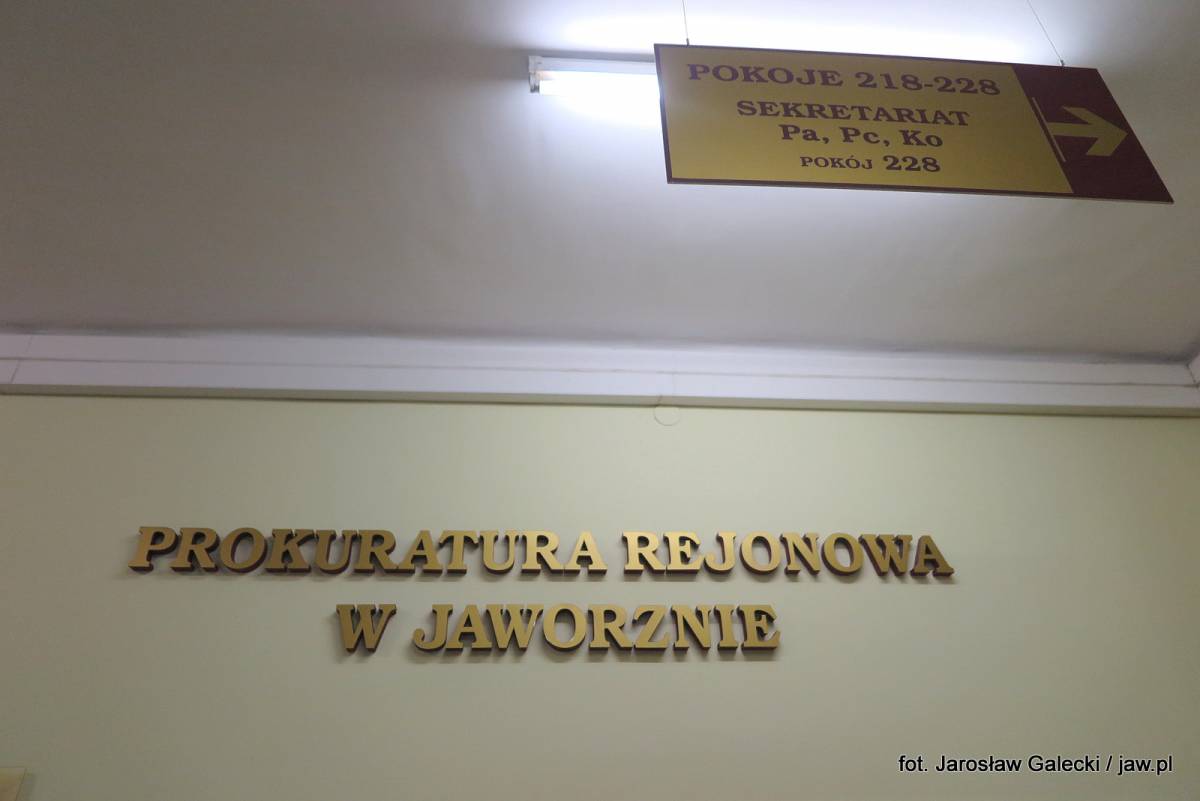 POKOJE 218-228
SEKRETARIAT
Pa, Pc, Ko
POKÓJ 228
PROKURATURA REJONOWA
W JAWORZNIE
fot. Jarosław Galecki / jaw.pl